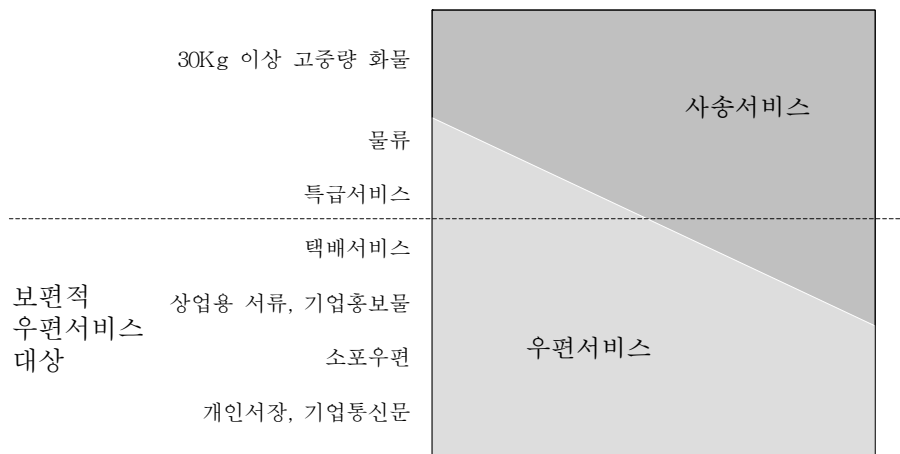 30Kg 이상 고중량 화물
사송서비스
물류
특급서비스
택배서비스
보편적
우편서비스
대상
상업용 서류, 기업홍보물
우편서비스
소포우편
개인서장, 기업통신문